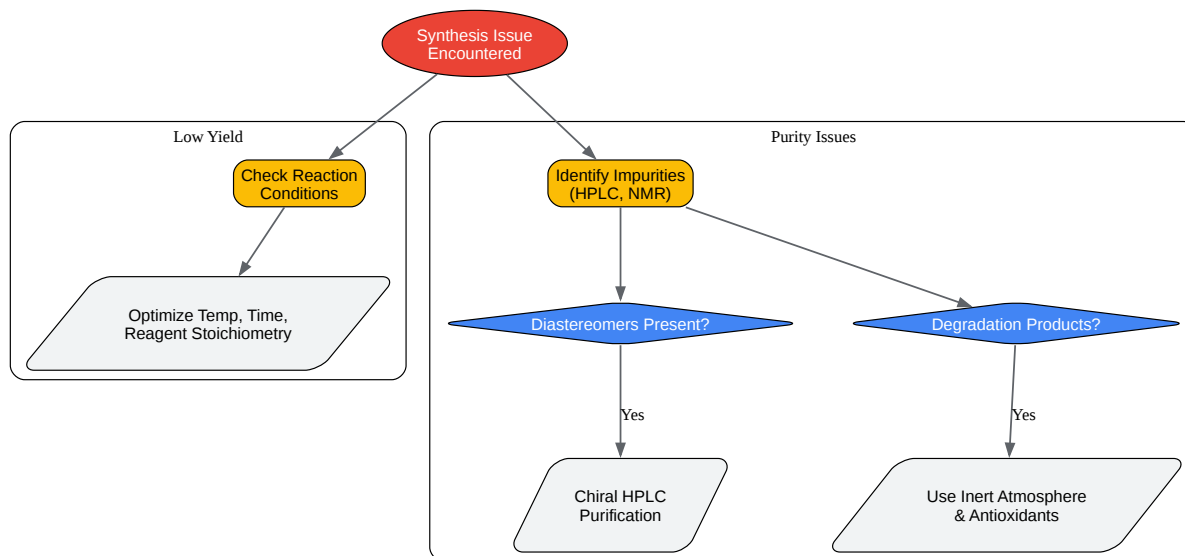 Synthesis Issue
Encountered
Low Yield
Purity Issues
Check Reaction
Conditions
Identify Impurities
(HPLC, NMR)
Optimize Temp, Time,
Reagent Stoichiometry
Diastereomers Present?
Degradation Products?
Yes
Yes
Chiral HPLC
Purification
Use Inert Atmosphere
& Antioxidants